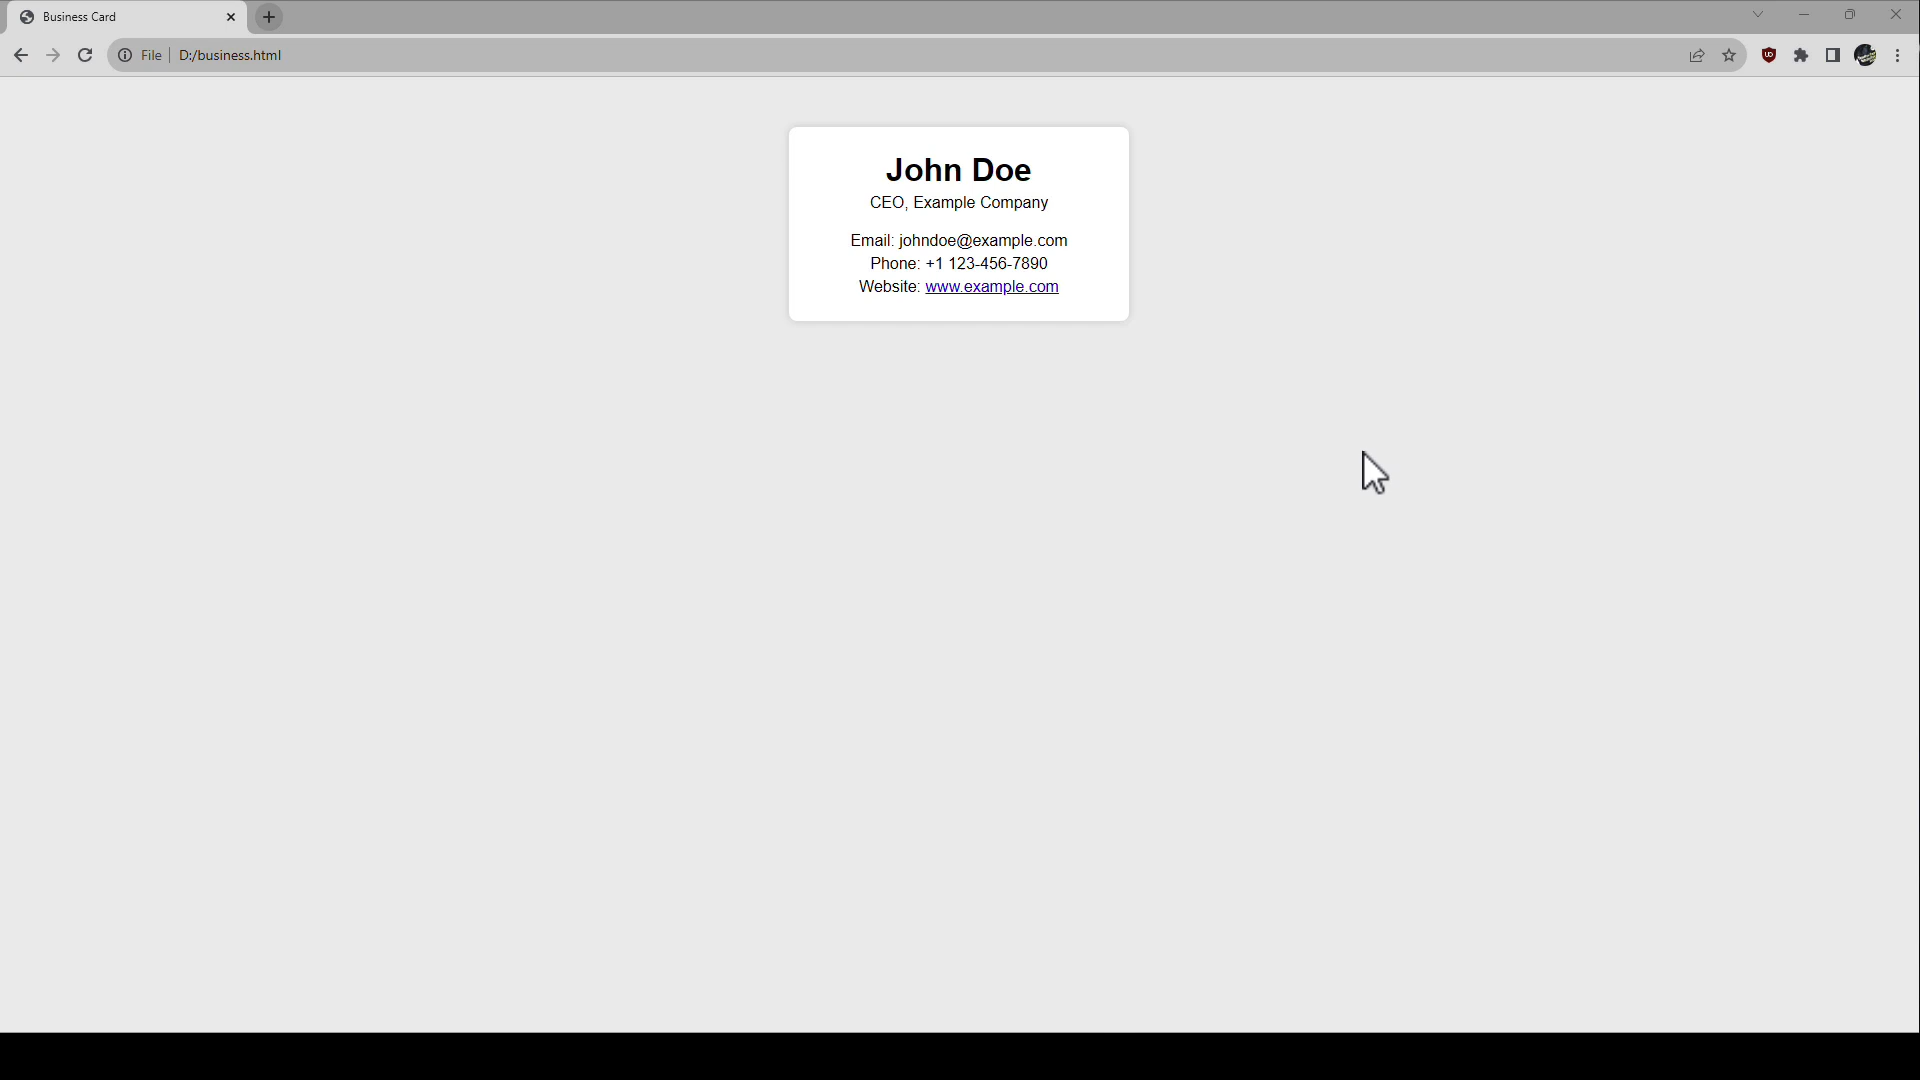 Business Card
File D:/business.html
John Doe
CEO, Example Company
Email: johndoe@example.com
Phone: +1 123-456-7890
Website: www.example.com